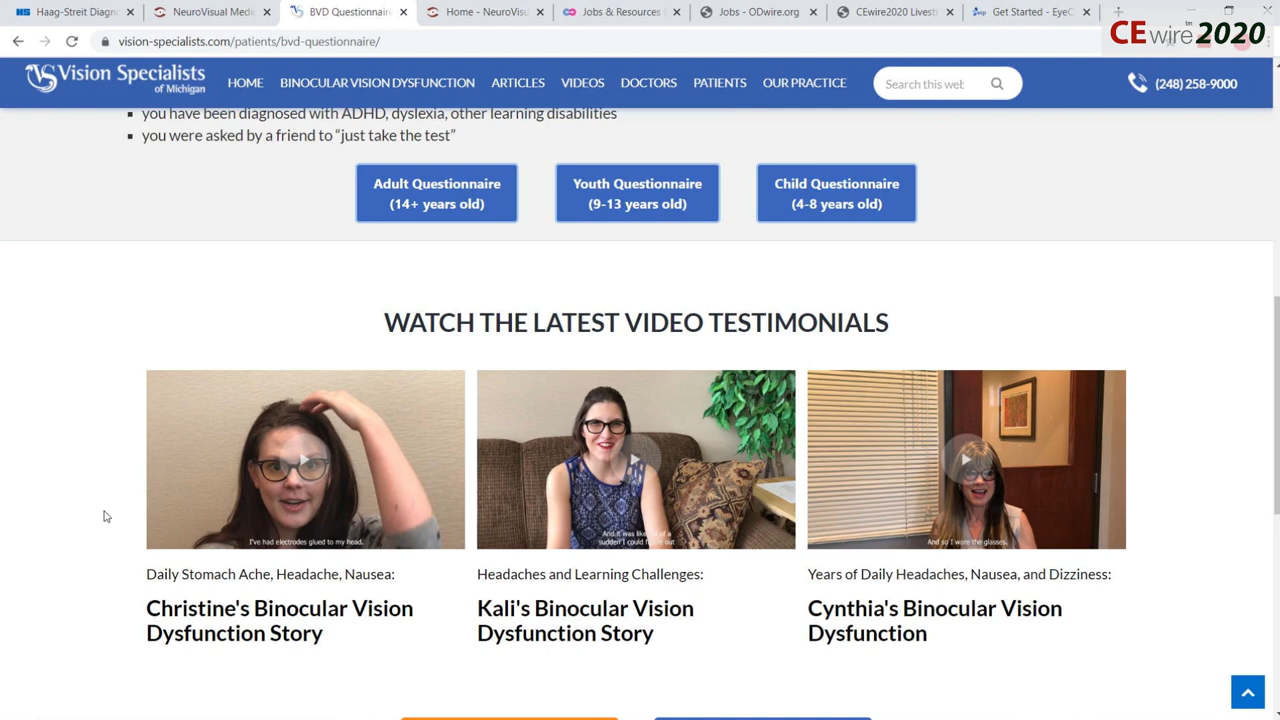 Haag-Streit Diagn
NeuroVisual Medi
BVD Questionnair
Home - NeuroVis
Jobs & Resources
Jobs - ODwire.org
CEwire2020 Livest
Get Started - EyeC
CEwire™2020
vision-specialists.com/patients/bvd-questionnaire/
Vision Specialists
of Michigan
HOME
BINOCULAR VISION DYSFUNCTION
ARTICLES
VIDEOS
DOCTORS
PATIENTS
OUR PRACTICE
Search this wet
(248) 258-9000
you have been diagnosed with ADHD, dyslexia, other learning disabilities
you were asked by a friend to “just take the test”
Adult Questionnaire
(14+ years old)
Youth Questionnaire
(9-13 years old)
Child Questionnaire
(4-8 years old)
WATCH THE LATEST VIDEO TESTIMONIALS
I've had electrodes glued to my head.
And it was like all of a
sudden I could figure out
And so I wore the glasses.
Daily Stomach Ache, Headache, Nausea:
Christine's Binocular Vision
Dysfunction Story
Headaches and Learning Challenges:
Kali's Binocular Vision
Dysfunction Story
Years of Daily Headaches, Nausea, and Dizziness:
Cynthia's Binocular Vision
Dysfunction